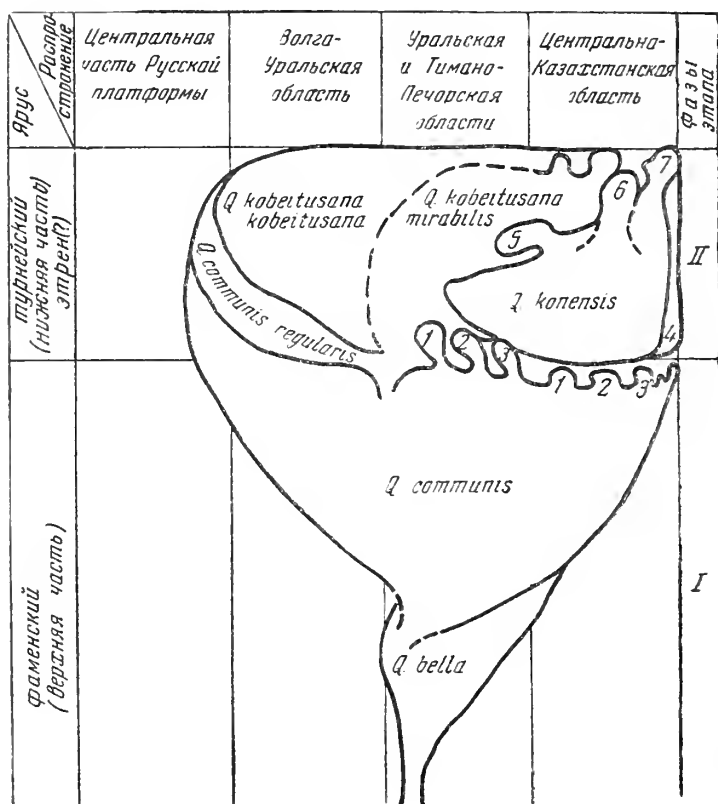 Ярус
Распро-
странение
Центральная
часть Русской
платформы
Волго-
Уральская
область
Уральская
и Тимано-
Печорская
области
Центрально-
Казахстанская
область
Фазы
этапа
турнейский
(нижняя часть)
этрен(?)
фаменский
(верхняя часть)
Q. kobeitusana
kobeitusana
Q. kobeitusana
mirabilis
7
6
5
Q. communis regularis
Q. konensis
II
4
1
2
3
1
2
3
Q. communis
I
Q. bella